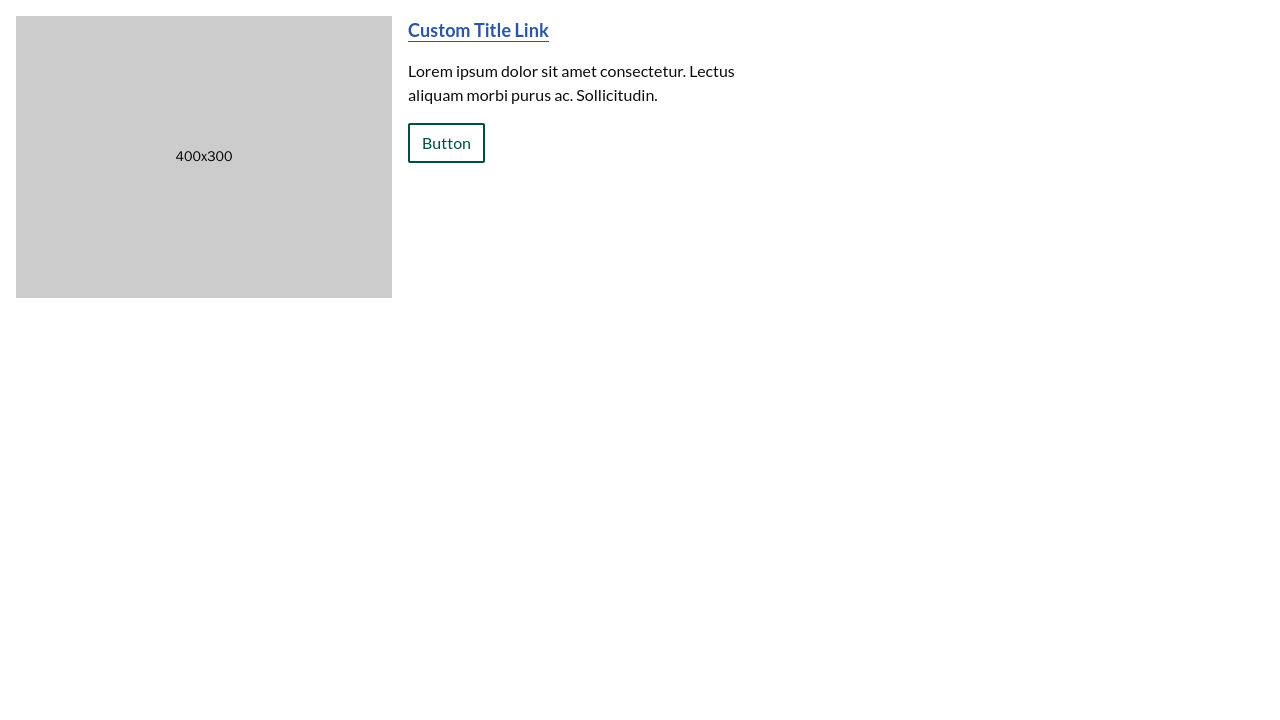 400x300
Custom Title Link
Lorem ipsum dolor sit amet consectetur. Lectus
aliquam morbi purus ac. Sollicitudin.
Button